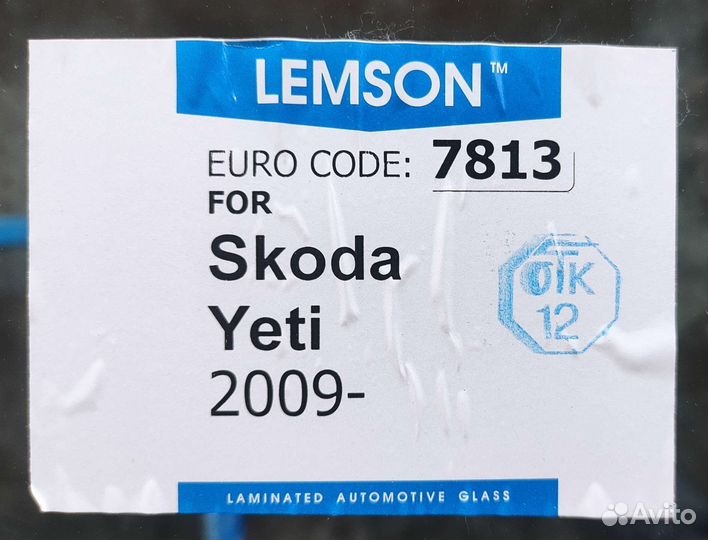 LEMSON™
EURO CODE: 7813
FOR
Skoda
Yeti
2009-
ОТК
12
LAMINATED AUTOMOTIVE GLASS
Avito